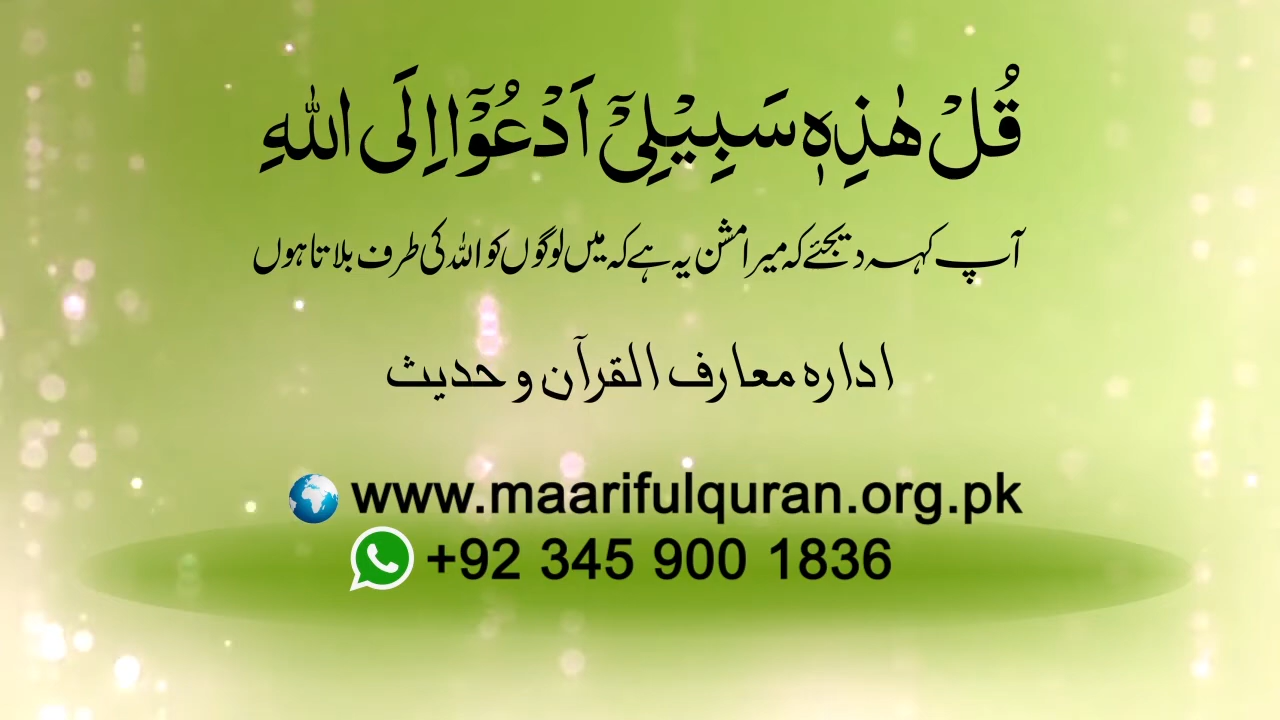 قُلْ هٰذِهٖ سَبِيْلِيْٓ اَدْعُوْٓا اِلَى اللّٰهِ
آپ کہہ دیجئے کہ میرا مشن یہ ہے کہ میں لوگوں کو اللہ کی طرف بلاتا ہوں
ادارہ معارف القرآن و حدیث
www.maarifulquran.org.pk
+92 345 900 1836